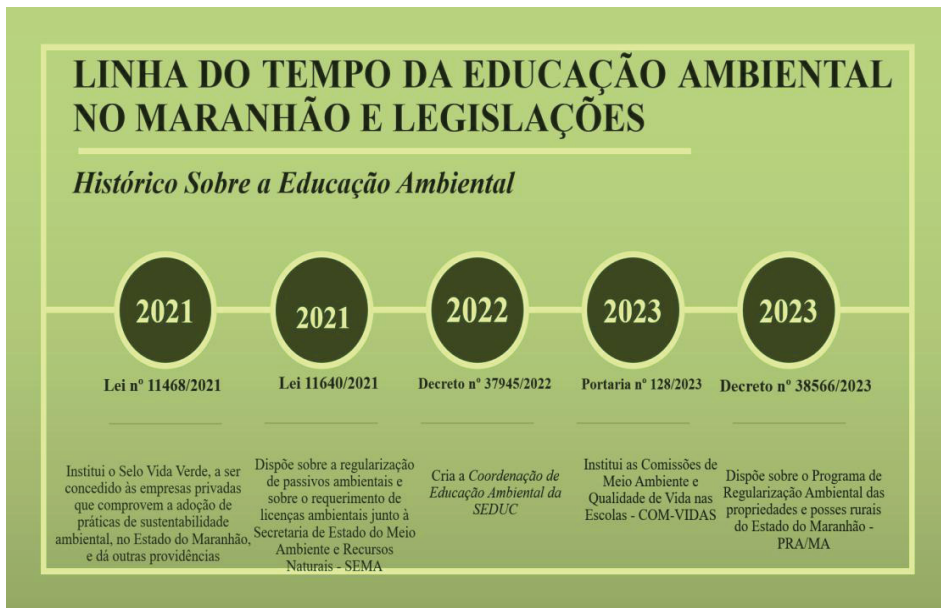 LINHA DO TEMPO DA EDUCAÇÃO AMBIENTAL
NO MARANHÃO E LEGISLAÇÕES
Histórico Sobre a Educação Ambiental
2021
Lei nº 11468/2021
Institui o Selo Vida Verde, a ser
concedido às empresas privadas
que comprovem a adoção de
práticas de sustentabilidade
ambiental, no Estado do Maranhão,
e dá outras providências
2021
Lei 11640/2021
Dispõe sobre a regularização
de passivos ambientais e
sobre o requerimento de
licenças ambientais junto à
Secretaria de Estado do Meio
Ambiente e Recursos
Naturais - SEMA
2022
Decreto nº 37945/2022
Cria a Coordenação de
Educação Ambiental da
SEDUC
2023
Portaria nº 128/2023
Institui as Comissões de
Meio Ambiente e
Qualidade de Vida nas
Escolas - COM-VIDAS
2023
Decreto nº 38566/2023
Dispõe sobre o Programa de
Regularização Ambiental das
propriedades e posses rurais
do Estado do Maranhão -
PRA/MA